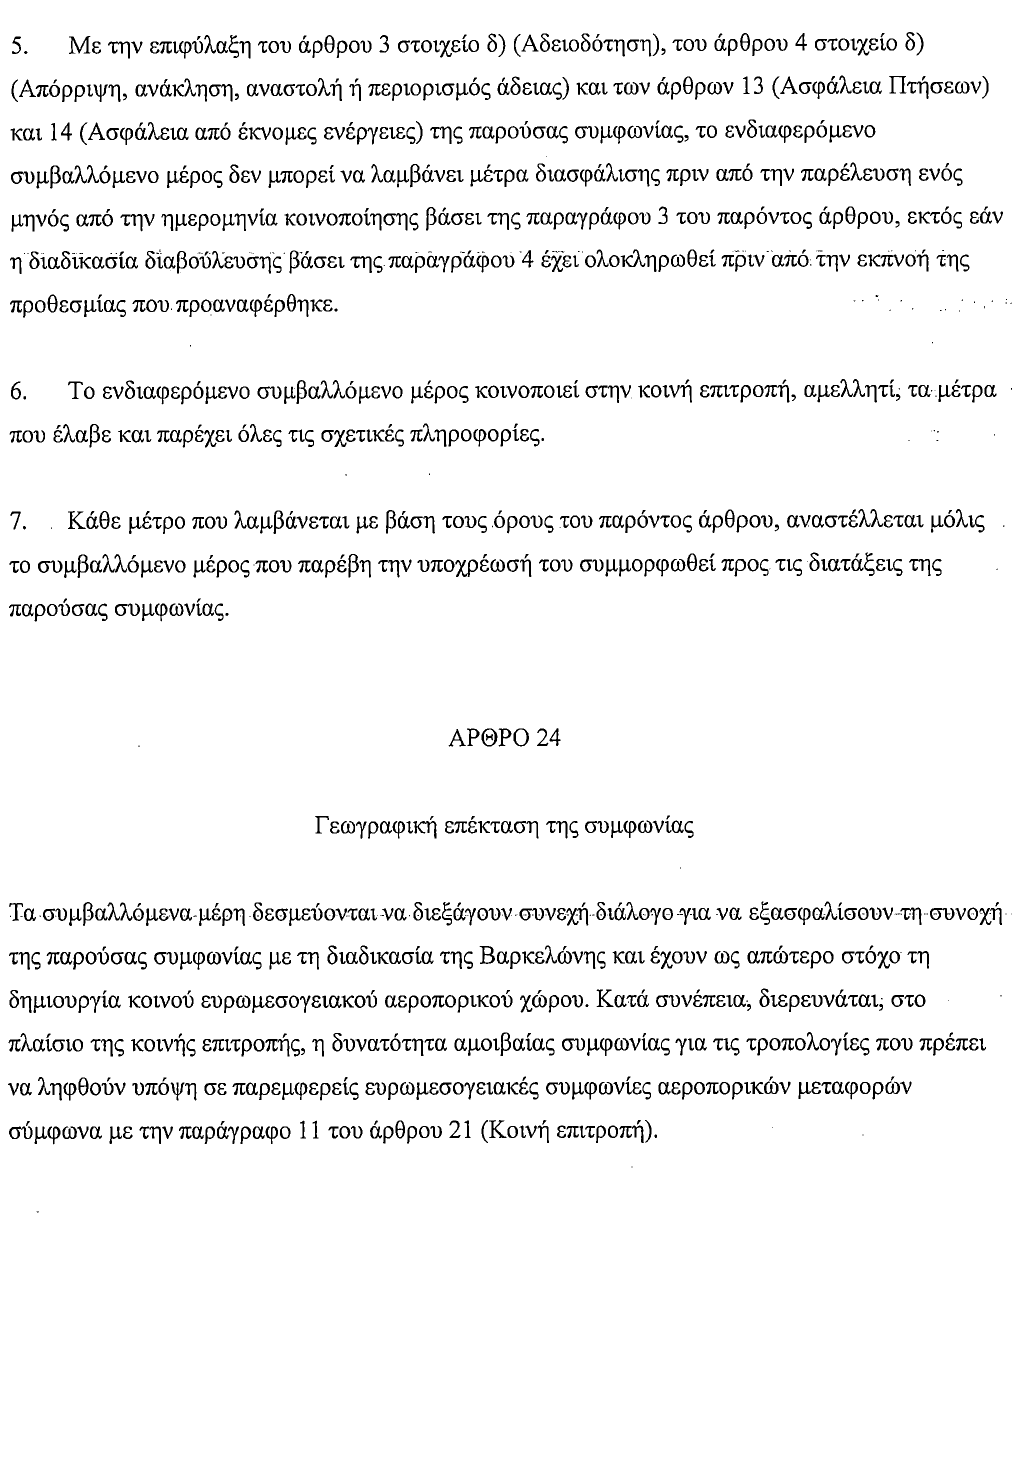 5. Με την επιφύλαξη του άρθρου 3 στοιχείο δ) (Αδειοδότηση), του άρθρου 4 στοιχείο δ)
(Απόρριψη, ανάκληση, αναστολή ή περιορισμός άδειας) και των άρθρων 13 (Ασφάλεια Πτήσεων)
και 14 (Ασφάλεια από έκνομες ενέργειες) της παρούσας συμφωνίας, το ενδιαφερόμενο
συμβαλλόμενο μέρος δεν μπορεί να λαμβάνει μέτρα διασφάλισης πριν από την παρέλευση ενός
μηνός από την ημερομηνία κοινοποίησης βάσει της παραγράφου 3 του παρόντος άρθρου, εκτός εάν
η διαδικασία διαβούλευσης βάσει της παραγράφου 4 έχει ολοκληρωθεί πριν από την εκπνοή της
προθεσμίας που προαναφέρθηκε.
6. Το ενδιαφερόμενο συμβαλλόμενο μέρος κοινοποιεί στην κοινή επιτροπή, αμελλητί, τα μέτρα
που έλαβε και παρέχει όλες τις σχετικές πληροφορίες.
7. Κάθε μέτρο που λαμβάνεται με βάση τους όρους του παρόντος άρθρου, αναστέλλεται μόλις
το συμβαλλόμενο μέρος που παρέβη την υποχρέωσή του συμμορφωθεί προς τις διατάξεις της
παρούσας συμφωνίας.
ΑΡΘΡΟ 24
Γεωγραφική επέκταση της συμφωνίας
Τα συμβαλλόμενα μέρη δεσμεύονται να διεξάγουν συνεχή διάλογο για να εξασφαλίσουν τη συνοχή
της παρούσας συμφωνίας με τη διαδικασία της Βαρκελώνης και έχουν ως απώτερο στόχο τη
δημιουργία κοινού ευρωμεσογειακού αεροπορικού χώρου. Κατά συνέπεια, διερευνάται, στο
πλαίσιο της κοινής επιτροπής, η δυνατότητα αμοιβαίας συμφωνίας για τις τροπολογίες που πρέπει
να ληφθούν υπόψη σε παρεμφερείς ευρωμεσογειακές συμφωνίες αεροπορικών μεταφορών
σύμφωνα με την παράγραφο 11 του άρθρου 21 (Κοινή επιτροπή).